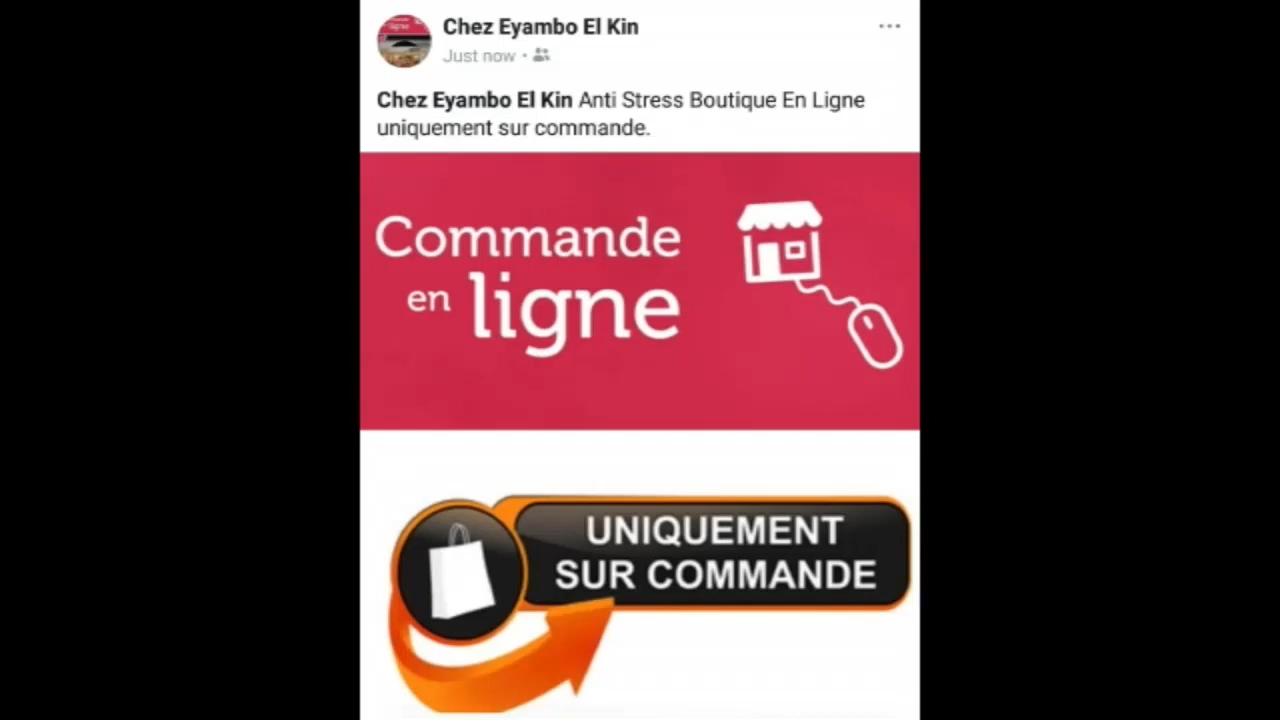 Chez Eyambo El Kin
Just now
Chez Eyambo El Kin Anti Stress Boutique En Ligne
uniquement sur commande.
Commande
en ligne
UNIQUEMENT
SUR COMMANDE